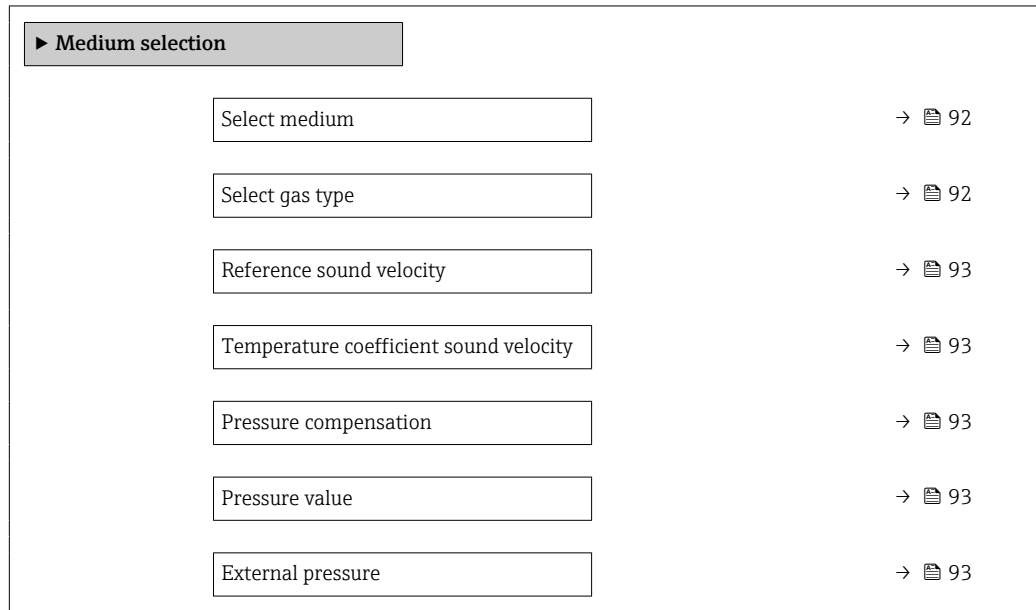 ▶ Medium selection
Select medium → 92
Select gas type → 92
Reference sound velocity → 93
Temperature coefficient sound velocity → 93
Pressure compensation → 93
Pressure value → 93
External pressure → 93